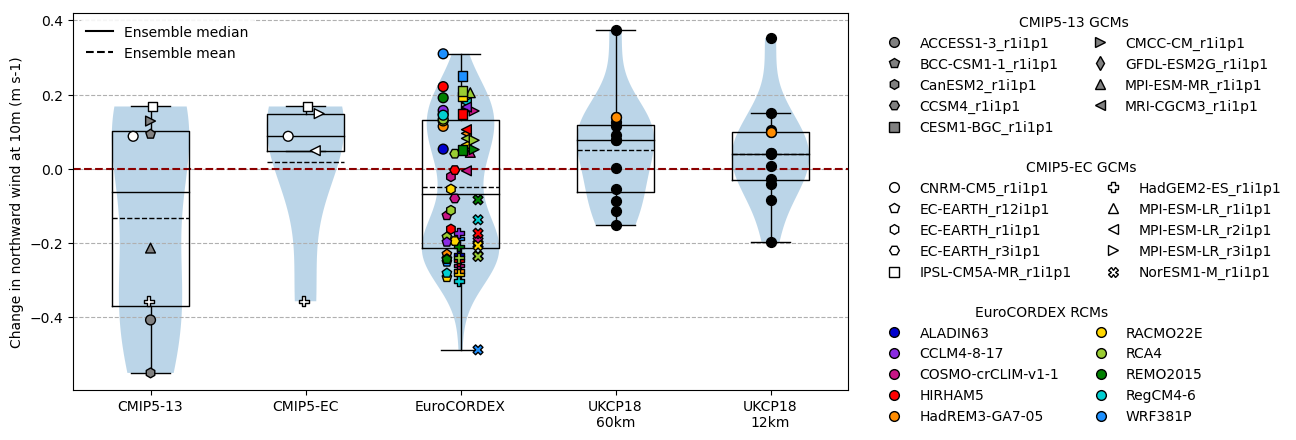 Change in northward wind at 10m (m s-1)
0.4
0.2
0.0
−0.2
−0.4
Ensemble median
Ensemble mean
CMIP5-13
CMIP5-EC
EuroCORDEX
UKCP18
60km
UKCP18
12km
CMIP5-13 GCMs
ACCESS1-3_r1i1p1
BCC-CSM1-1_r1i1p1
CanESM2_r1i1p1
CCSM4_r1i1p1
CESM1-BGC_r1i1p1
CMCC-CM_r1i1p1
GFDL-ESM2G_r1i1p1
MPI-ESM-MR_r1i1p1
MRI-CGCM3_r1i1p1
CMIP5-EC GCMs
CNRM-CM5_r1i1p1
EC-EARTH_r12i1p1
EC-EARTH_r1i1p1
EC-EARTH_r3i1p1
IPSL-CM5A-MR_r1i1p1
HadGEM2-ES_r1i1p1
MPI-ESM-LR_r1i1p1
MPI-ESM-LR_r2i1p1
MPI-ESM-LR_r3i1p1
NorESM1-M_r1i1p1
EuroCORDEX RCMs
ALADIN63
CCLM4-8-17
COSMO-crCLIM-v1-1
HIRHAM5
HadREM3-GA7-05
RACMO22E
RCA4
REMO2015
RegCM4-6
WRF381P